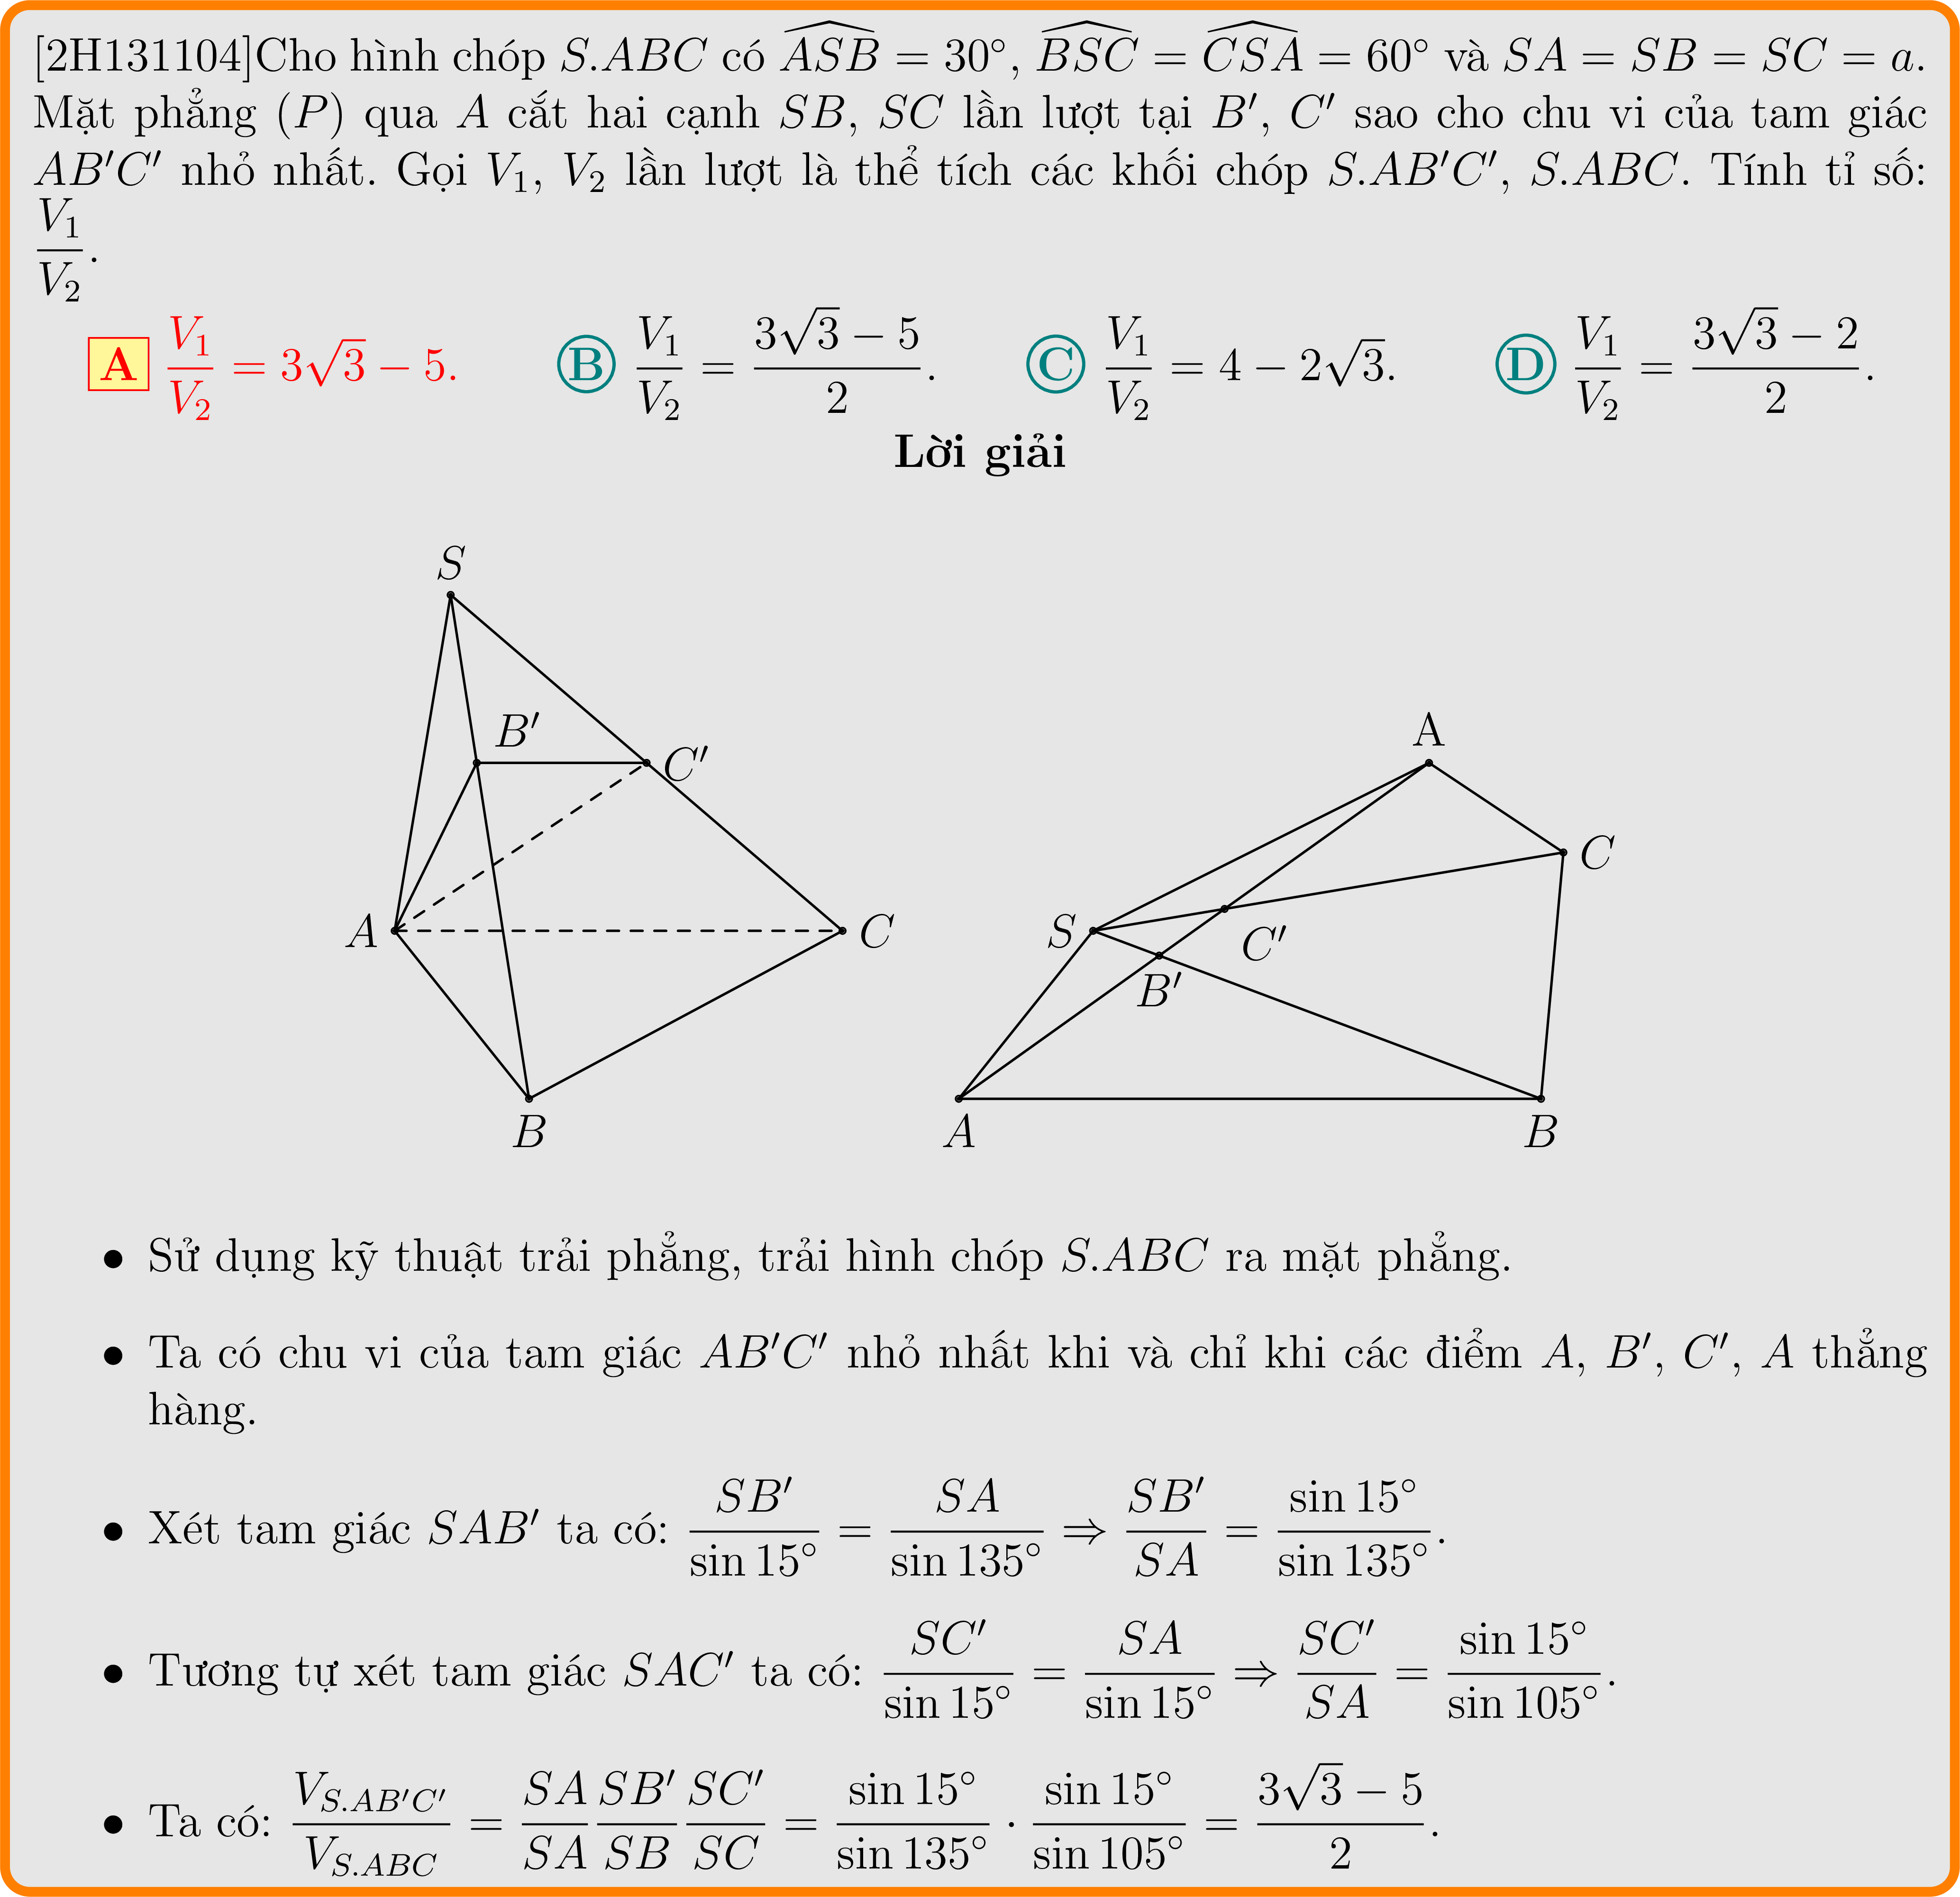 [2H131104]Cho hình chóp S.ABC có \widehat{ASB} = 30°, \widehat{BSC} = \widehat{CSA} = 60° và SA = SB = SC = a.
Mặt phẳng (P) qua A cắt hai cạnh SB, SC lần lượt tại B′, C′ sao cho chu vi của tam giác
AB′C′ nhỏ nhất. Gọi V₁, V₂ lần lượt là thể tích các khối chóp S.AB′C′, S.ABC. Tính tỉ số:
\frac{V_1}{V_2}.
A \frac{V_1}{V_2} = 3\sqrt{3} − 5. B \frac{V_1}{V_2} = \frac{3\sqrt{3} − 5}{2}. C \frac{V_1}{V_2} = 4 − 2\sqrt{3}. D \frac{V_1}{V_2} = \frac{3\sqrt{3} − 2}{2}.
Lời giải
S
B′
C′
A
C
B
A
C
S
C′
B′
A
B
• Sử dụng kỹ thuật trải phẳng, trải hình chóp S.ABC ra mặt phẳng.
• Ta có chu vi của tam giác AB′C′ nhỏ nhất khi và chỉ khi các điểm A, B′, C′, A thẳng
hàng.
• Xét tam giác SAB′ ta có: \frac{SB′}{\sin 15°} = \frac{SA}{\sin 135°} ⇒ \frac{SB′}{SA} = \frac{\sin 15°}{\sin 135°}.
• Tương tự xét tam giác SAC′ ta có: \frac{SC′}{\sin 15°} = \frac{SA}{\sin 15°} ⇒ \frac{SC′}{SA} = \frac{\sin 15°}{\sin 105°}.
• Ta có: \frac{V_{S.AB′C′}}{V_{S.ABC}} = \frac{SA}{SA} \frac{SB′}{SB} \frac{SC′}{SC} = \frac{\sin 15°}{\sin 135°} · \frac{\sin 15°}{\sin 105°} = \frac{3\sqrt{3} − 5}{2}.